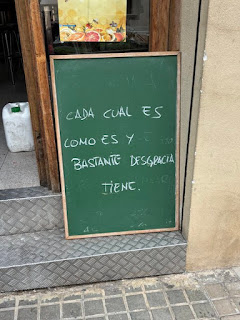 CADA CUAL ES
COMO ES Y
BASTANTE DESGRACIA
TIENE.